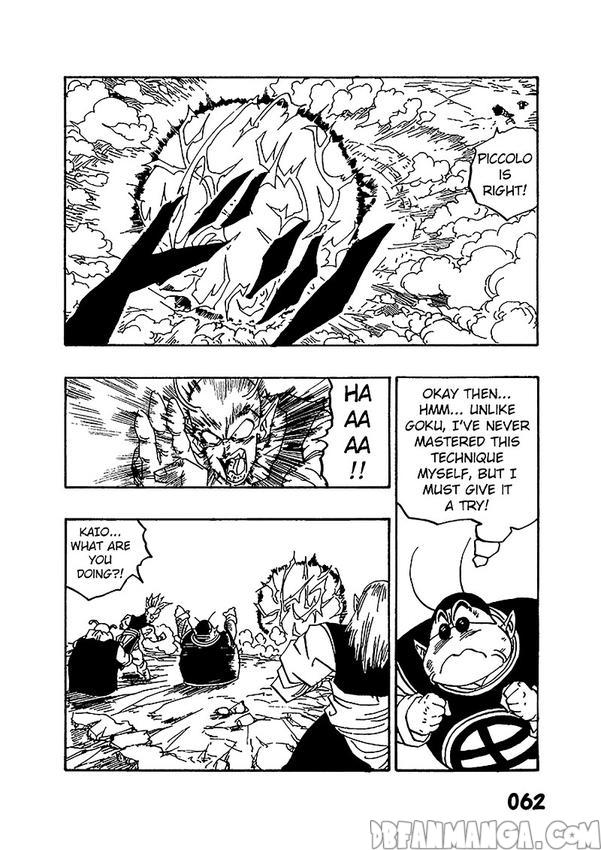 PICCOLO
IS
RIGHT!
HA
AA
AA
!!
OKAY THEN...
HMM... UNLIKE
GOKU, I'VE NEVER
MASTERED THIS
TECHNIQUE
MYSELF, BUT I
MUST GIVE IT
A TRY!
KAIO...
WHAT ARE
YOU
DOING?!
062
DBFANMANGA.COM